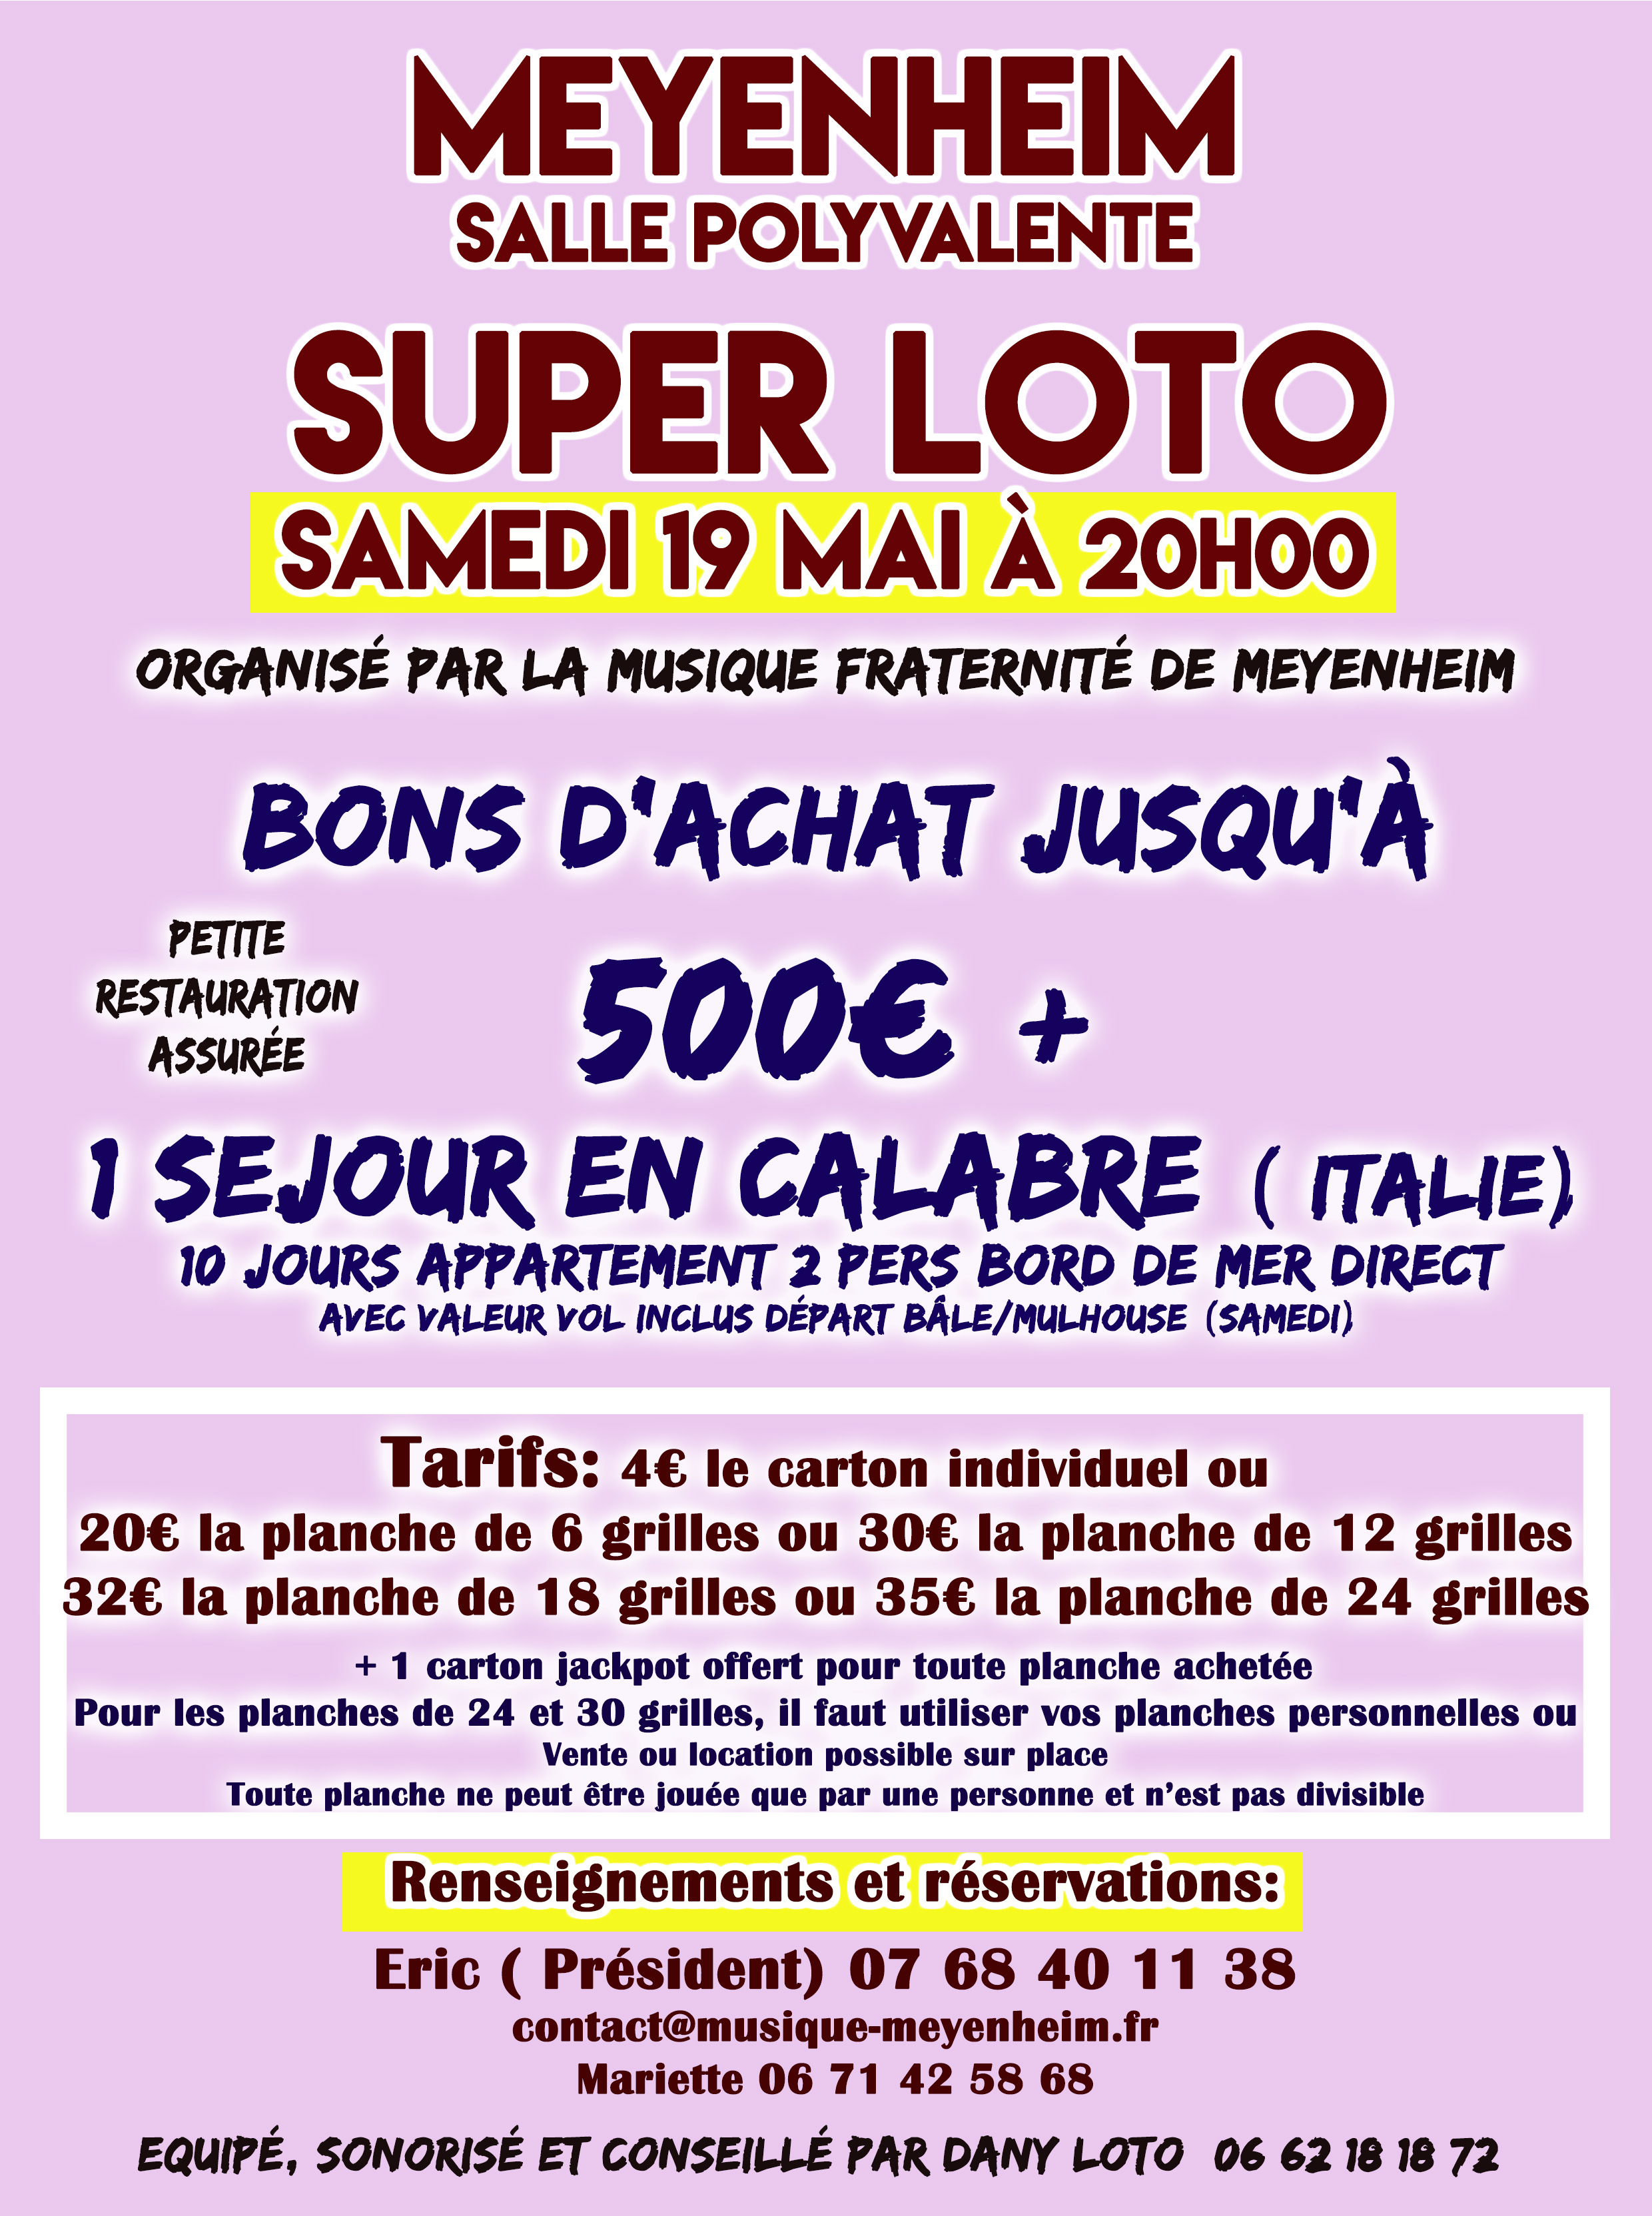 MEYENHEIM
SALLE POLYVALENTE
SUPER LOTO
SAMEDI 19 MAI À 20H00
ORGANISÉ PAR LA MUSIQUE FRATERNITÉ DE MEYENHEIM
BONS D'ACHAT JUSQU'À
PETITE
RESTAURATION
ASSURÉE
500€ +
1 SEJOUR EN CALABRE ( ITALIE)
10 JOURS APPARTEMENT 2 PERS BORD DE MER DIRECT
AVEC VALEUR VOL INCLUS DÉPART BÂLE/MULHOUSE (SAMEDI)
Tarifs: 4€ le carton individuel ou
20€ la planche de 6 grilles ou 30€ la planche de 12 grilles
32€ la planche de 18 grilles ou 35€ la planche de 24 grilles
+ 1 carton jackpot offert pour toute planche achetée
Pour les planches de 24 et 30 grilles, il faut utiliser vos planches personnelles ou
Vente ou location possible sur place
Toute planche ne peut être jouée que par une personne et n’est pas divisible
Renseignements et réservations:
Eric ( Président) 07 68 40 11 38
contact@musique-meyenheim.fr
Mariette 06 71 42 58 68
EQUIPÉ, SONORISÉ ET CONSEILLÉ PAR DANY LOTO 06 62 18 18 72